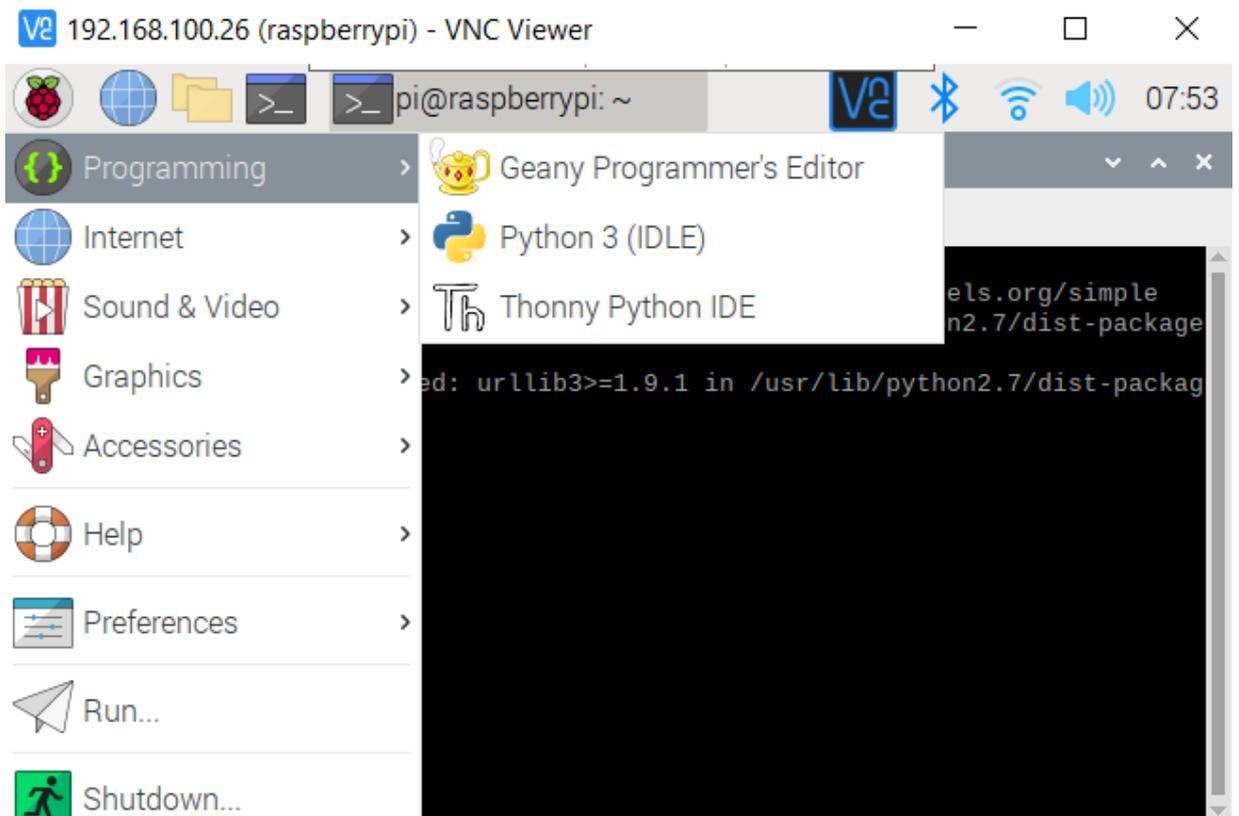 192.168.100.26 (raspberrypi) - VNC Viewer
pi@raspberrypi: ~
07:53
Programming
Geany Programmer's Editor
Internet
Python 3 (IDLE)
Sound & Video
Thonny Python IDE
els.org/simple
n2.7/dist-package
Graphics
ed: urllib3>=1.9.1 in /usr/lib/python2.7/dist-packag
Accessories
Help
Preferences
Run...
Shutdown...